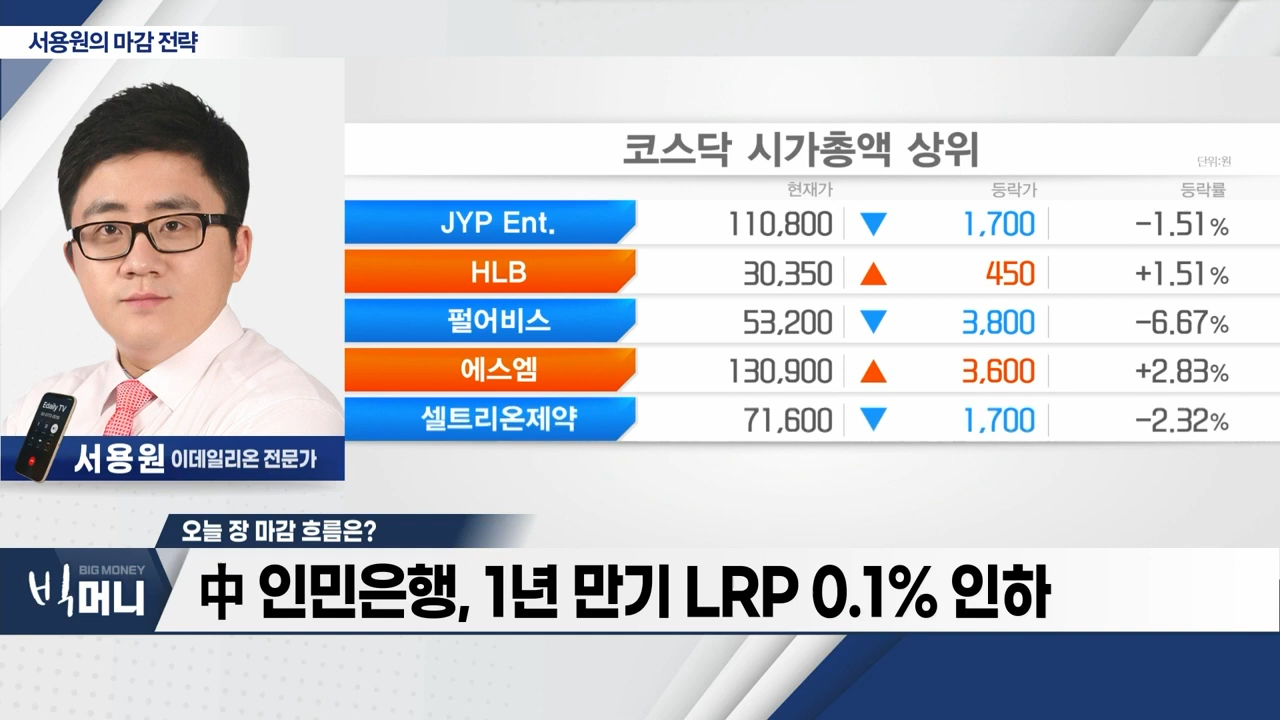 서용원의 마감 전략
코스닥 시가총액 상위
단위:원
현재가 등락가 등락률
JYP Ent. 110,800 ▼ 1,700 -1.51%
HLB 30,350 ▲ 450 +1.51%
펄어비스 53,200 ▼ 3,800 -6.67%
에스엠 130,900 ▲ 3,600 +2.83%
셀트리온제약 71,600 ▼ 1,700 -2.32%
Edaily TV
서용원 이데일리온 전문가
오늘 장 마감 흐름은?
BIG MONEY
빅머니
中 인민은행, 1년 만기 LRP 0.1% 인하